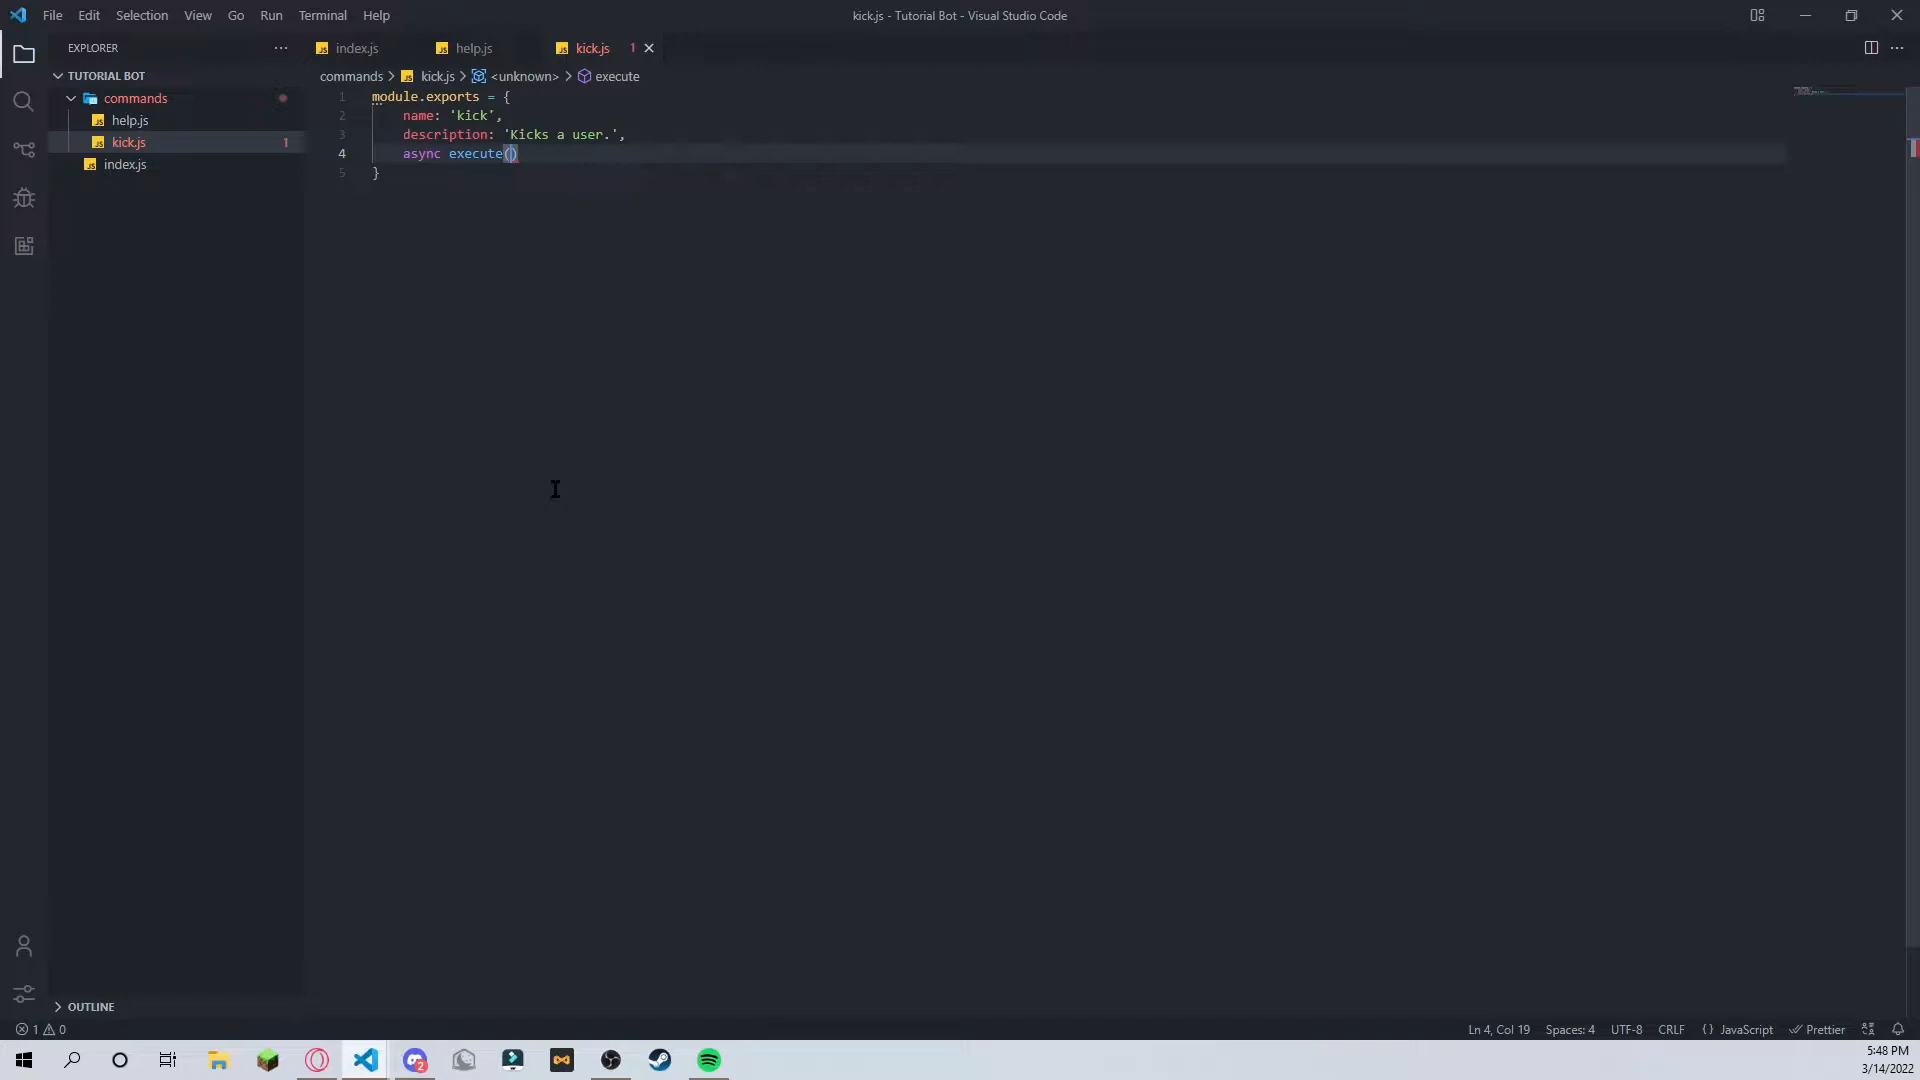 File Edit Selection View Go Run Terminal Help
kick.js - Tutorial Bot - Visual Studio Code
EXPLORER
index.js
help.js
kick.js 1
TUTORIAL BOT
commands
help.js
kick.js 1
index.js
commands > kick.js > <unknown> > execute
1 module.exports = {
2 name: 'kick',
3 description: 'Kicks a user.',
4 async execute()
5 }
OUTLINE
1 0
Ln 4, Col 19 Spaces: 4 UTF-8 CRLF {} JavaScript Prettier
2
5:48 PM
3/14/2022